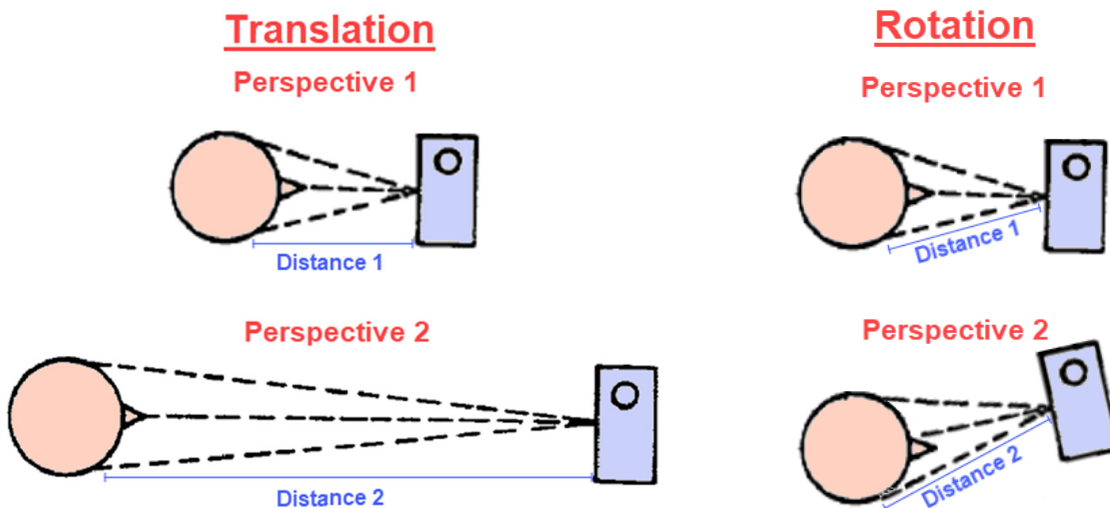 Translation
Perspective 1
Distance 1
Perspective 2
Distance 2
Rotation
Perspective 1
Distance 1
Perspective 2
Distance 2